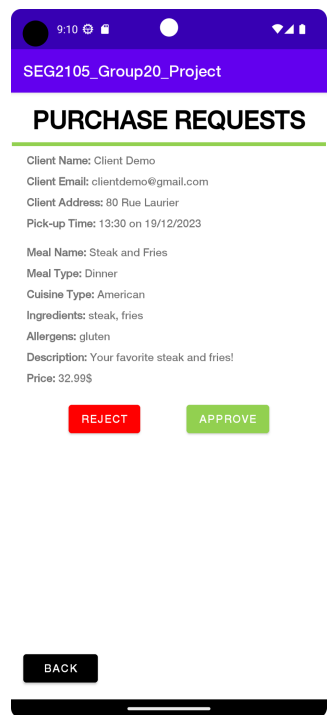 9:10
SEG2105_Group20_Project
PURCHASE REQUESTS
Client Name: Client Demo
Client Email: clientdemo@gmail.com
Client Address: 80 Rue Laurier
Pick-up Time: 13:30 on 19/12/2023
Meal Name: Steak and Fries
Meal Type: Dinner
Cuisine Type: American
Ingredients: steak, fries
Allergens: gluten
Description: Your favorite steak and fries!
Price: 32.99$
REJECT APPROVE
BACK